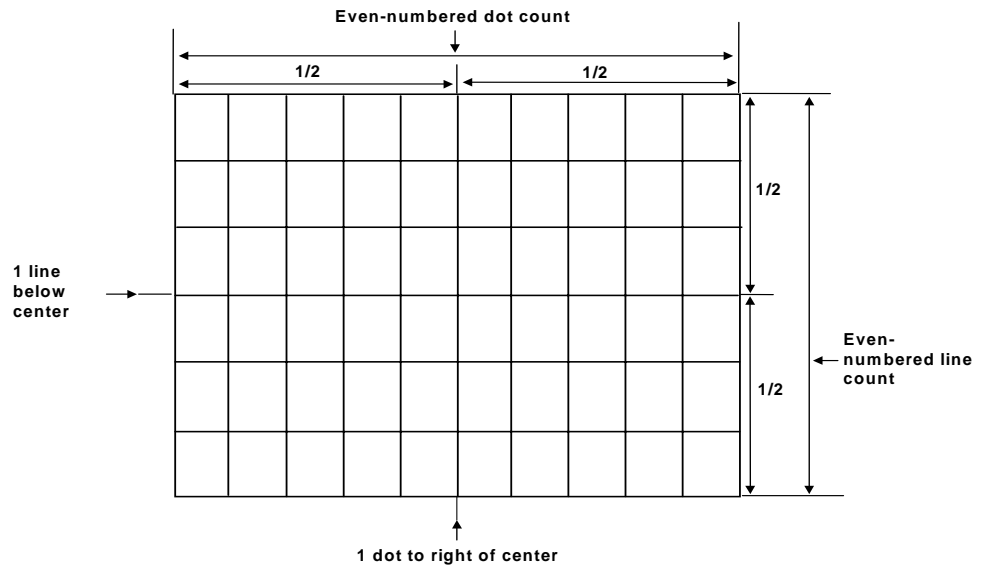 Even-numbered dot count
1/2
1/2
1/2
1 line
below
center
Even-
numbered line
count
1/2
1 dot to right of center